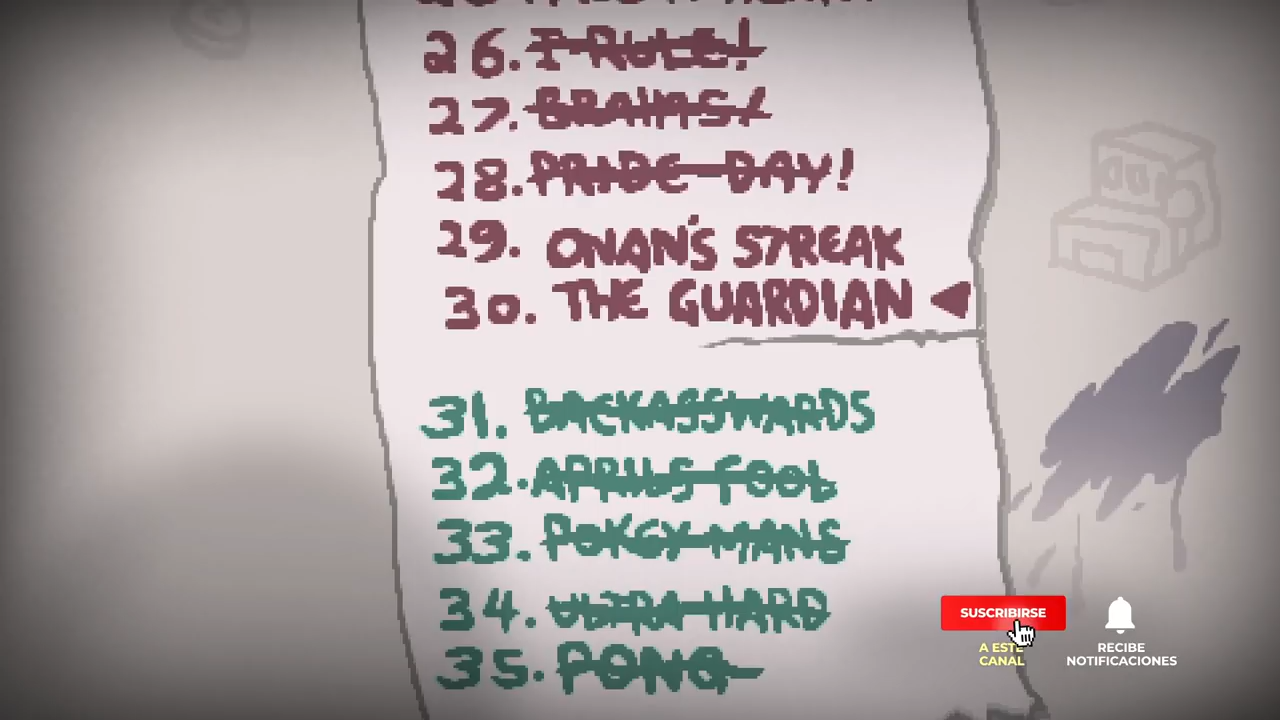 26. I RULE!
27. BRAINS!
28. PRIDE DAY!
29. ONAN'S STREAK
30. THE GUARDIAN
31. BACKASSWARDS
32. APRILS FOOL
33. POKEY MANS
34. ULTRA HARD
35. PONG
SUSCRIBIRSE
A ESTE
CANAL
RECIBE
NOTIFICACIONES